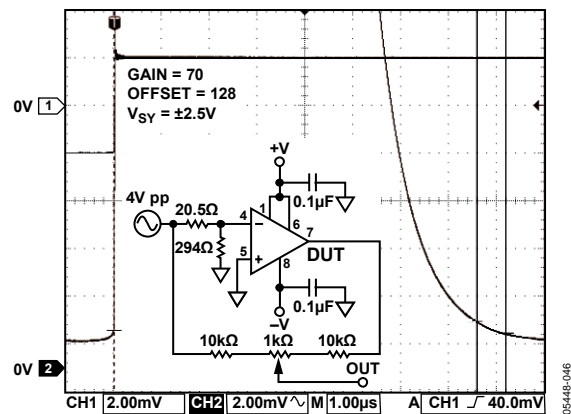 T
GAIN = 70
OFFSET = 128
VSY = ±2.5V
0V 1
+V
0.1µF
4V pp
20.5Ω
4
1
6
7
294Ω
5
8
DUT
0.1µF
–V
10kΩ
1kΩ
10kΩ
OUT
0V 2
CH1 2.00mV CH2 2.00mV M 1.00µs A CH1 40.0mV
05448-046